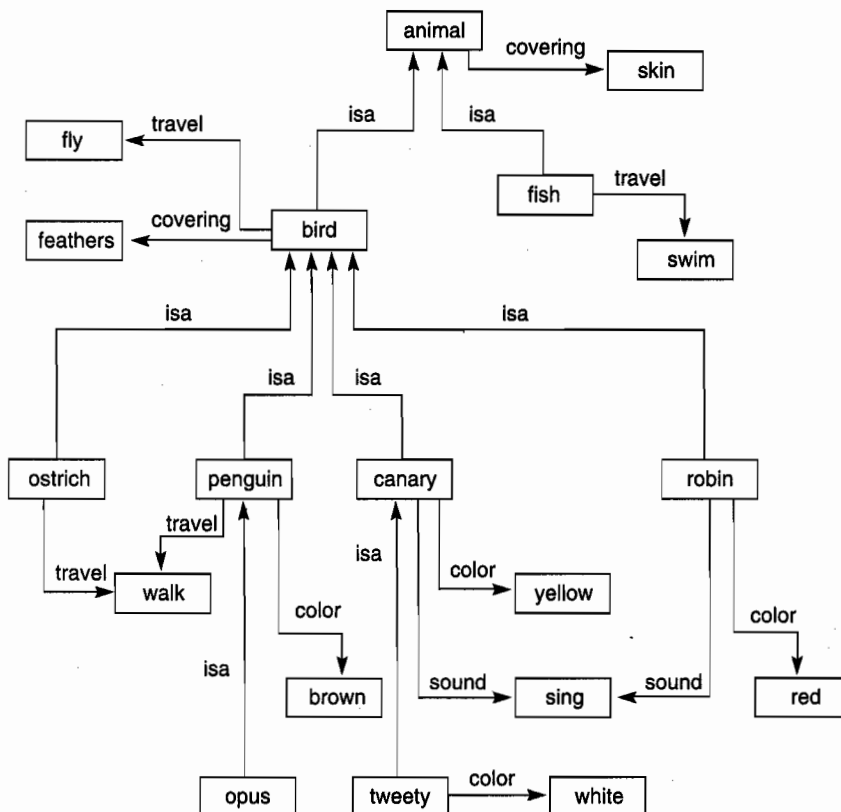 animal
covering
skin
isa
isa
travel
fly
fish
travel
covering
bird
feathers
swim
isa
isa
isa
isa
ostrich
penguin
canary
robin
travel
isa
travel
walk
color
yellow
color
color
isa
sound
sing
sound
brown
red
opus
tweety
color
white